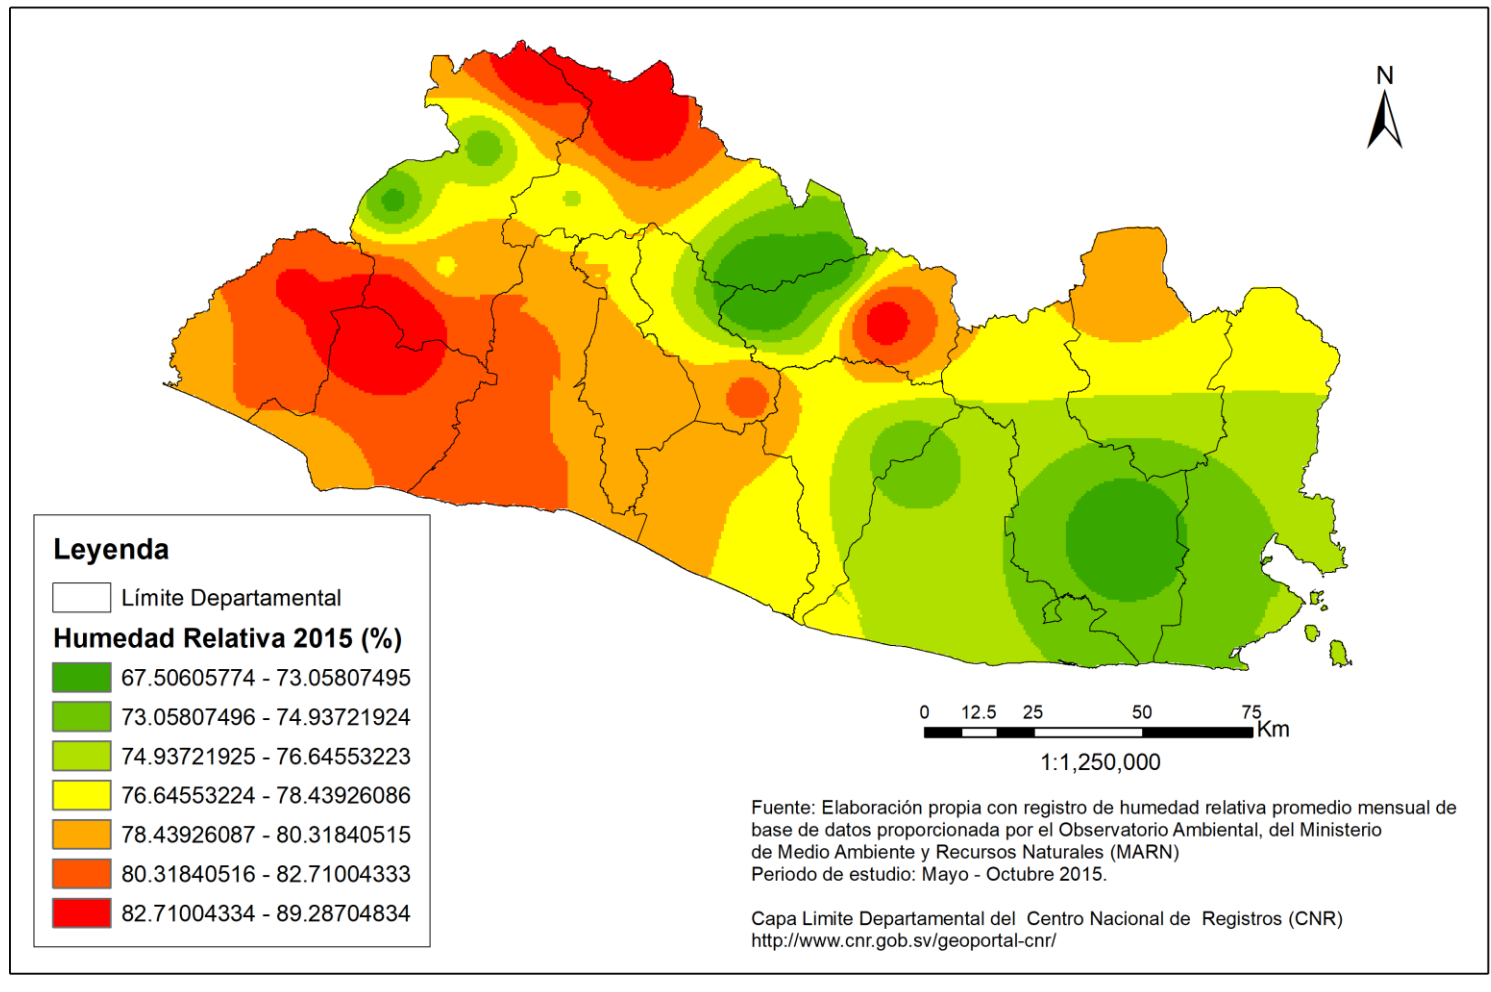 N
Leyenda
Límite Departamental
Humedad Relativa 2015 (%)
67.50605774 - 73.05807495
73.05807496 - 74.93721924
74.93721925 - 76.64553223
76.64553224 - 78.43926086
78.43926087 - 80.31840515
80.31840516 - 82.71004333
82.71004334 - 89.28704834
0 12.5 25 50 75
Km
1:1,250,000
Fuente: Elaboración propia con registro de humedad relativa promedio mensual de
base de datos proporcionada por el Observatorio Ambiental, del Ministerio
de Medio Ambiente y Recursos Naturales (MARN)
Periodo de estudio: Mayo - Octubre 2015.
Capa Limite Departamental del Centro Nacional de Registros (CNR)
http://www.cnr.gob.sv/geoportal-cnr/